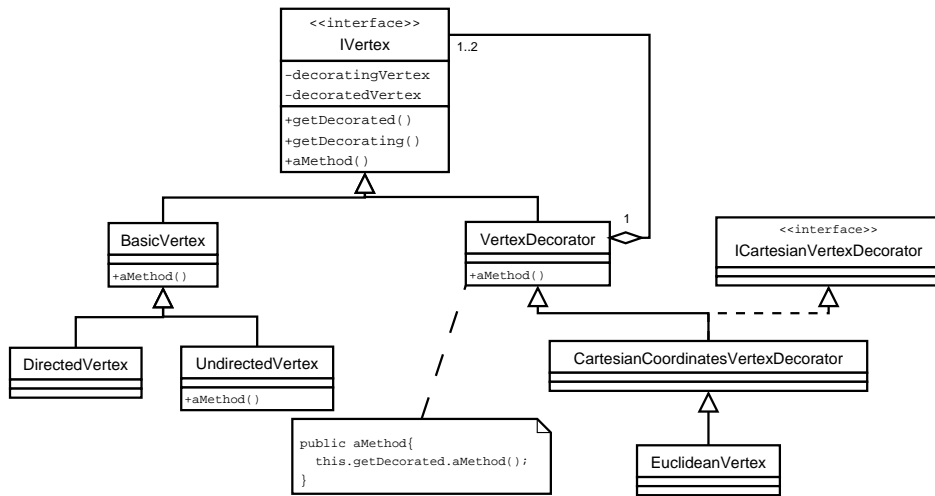 <<interface>>
IVertex
-decoratingVertex
-decoratedVertex
+getDecorated()
+getDecorating()
+aMethod()
1..2
1
BasicVertex
+aMethod()
VertexDecorator
+aMethod()
<<interface>>
ICartesianVertexDecorator
DirectedVertex
UndirectedVertex
+aMethod()
CartesianCoordinatesVertexDecorator
public aMethod{
this.getDecorated.aMethod();
}
EuclideanVertex